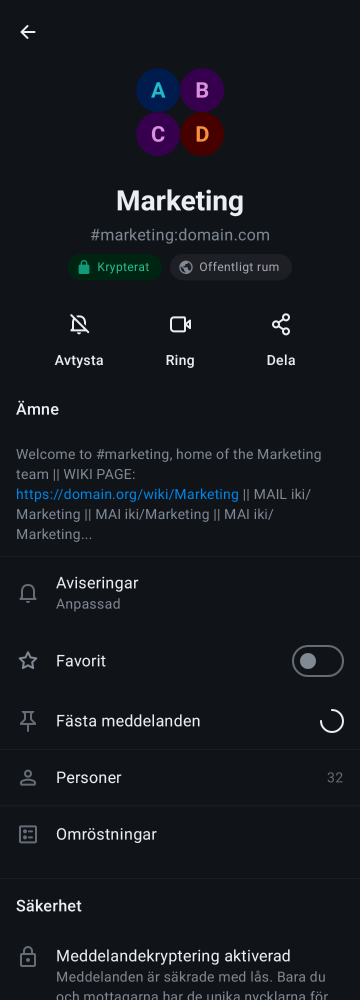 A B
C D
Marketing
#marketing:domain.com
Krypterat Offentligt rum
Avtysta Ring Dela
Ämne
Welcome to #marketing, home of the Marketing
team || WIKI PAGE:
https://domain.org/wiki/Marketing || MAIL iki/
Marketing || MAI iki/Marketing || MAI iki/
Marketing...
Aviseringar
Anpassad
Favorit
Fästa meddelanden
Personer 32
Omröstningar
Säkerhet
Meddelandekryptering aktiverad
Meddelanden är säkrade med lås. Bara du
och mottagarna har de unika nycklarna för